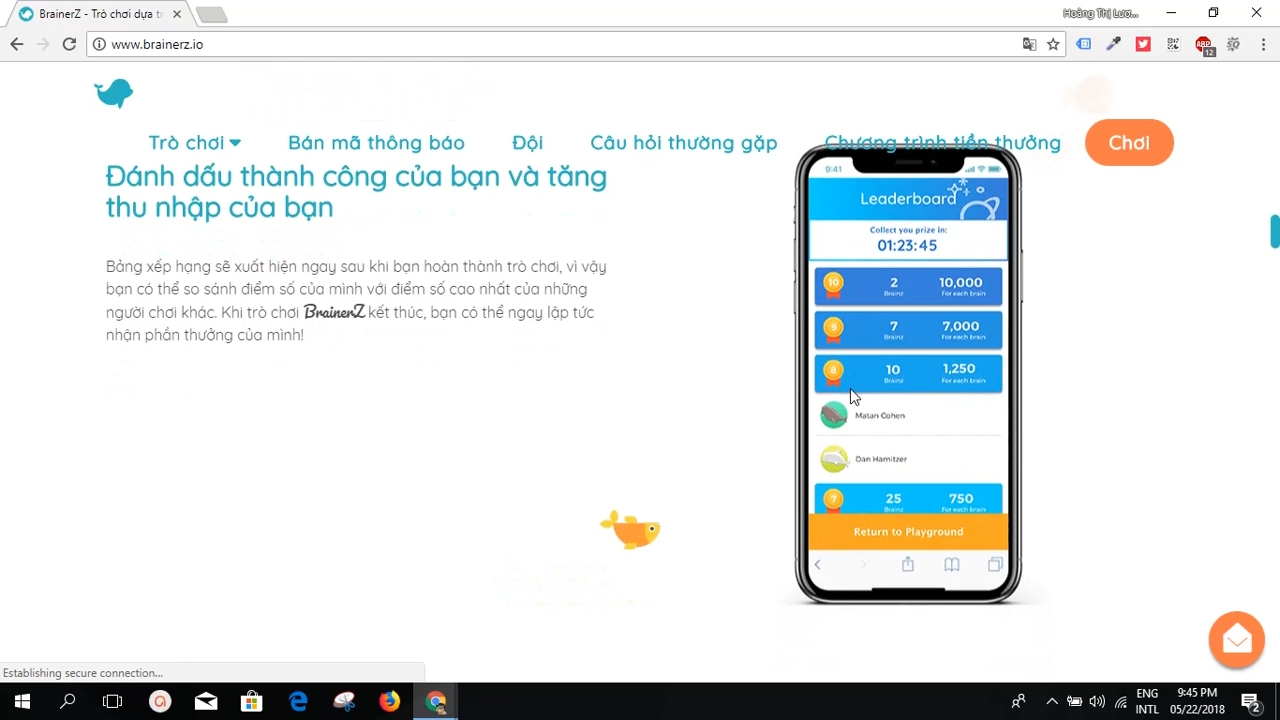 BrainerZ - Trò chơi dựa tr
Hoàng Thị Lươ...
www.brainerz.io
12
Trò chơi
Bán mã thông báo
Đội
Câu hỏi thường gặp
Chương trình tiền thưởng
Chơi
Đánh dấu thành công của bạn và tăng
thu nhập của bạn
Bảng xếp hạng sẽ xuất hiện ngay sau khi bạn hoàn thành trò chơi, vì vậy
bạn có thể so sánh điểm số của mình với điểm số cao nhất của những
người chơi khác. Khi trò chơi BrainerZ kết thúc, bạn có thể ngay lập tức
nhận phần thưởng của mình!
9:41
Leaderboard
Collect you prize in:
01:23:45
10 2 10,000
Brainz For each brain
9 7 7,000
Brainz For each brain
8 10 1,250
Brainz For each brain
Matan Cohen
Dan Hamitzer
7 25 750
Brainz For each brain
Return to Playground
Establishing secure connection...
ENG
INTL
9:45 PM
05/22/2018
2